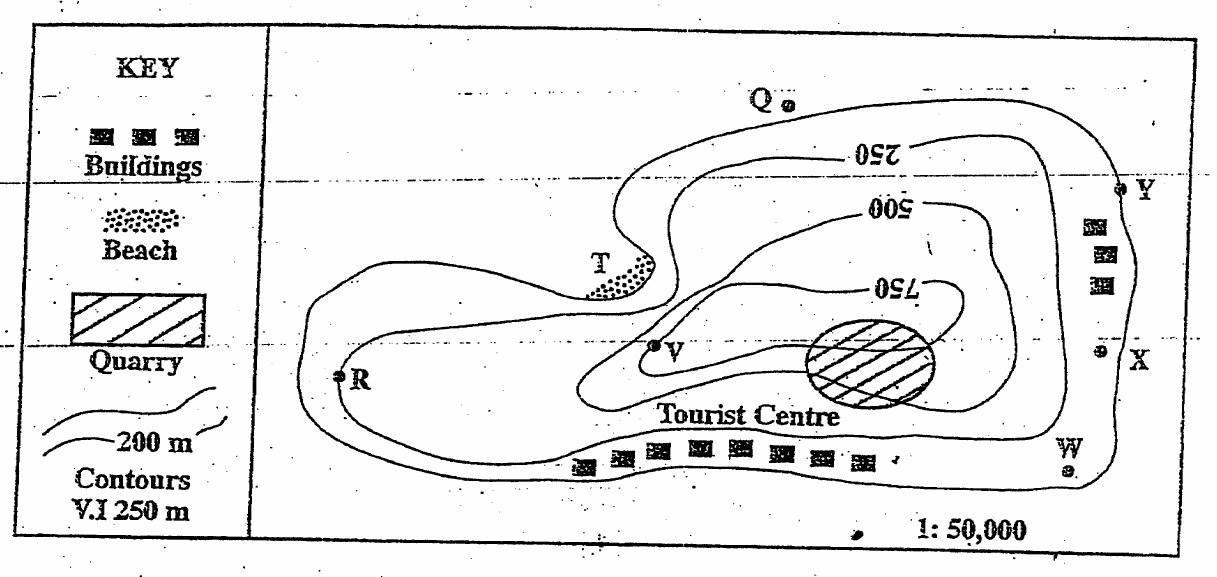 KEY
Buildings
Beach
Quarry
200 m
Contours
V.I 250 m
Q
250
Y
500
T
750
V
X
R
Tourist Centre
W
1: 50,000